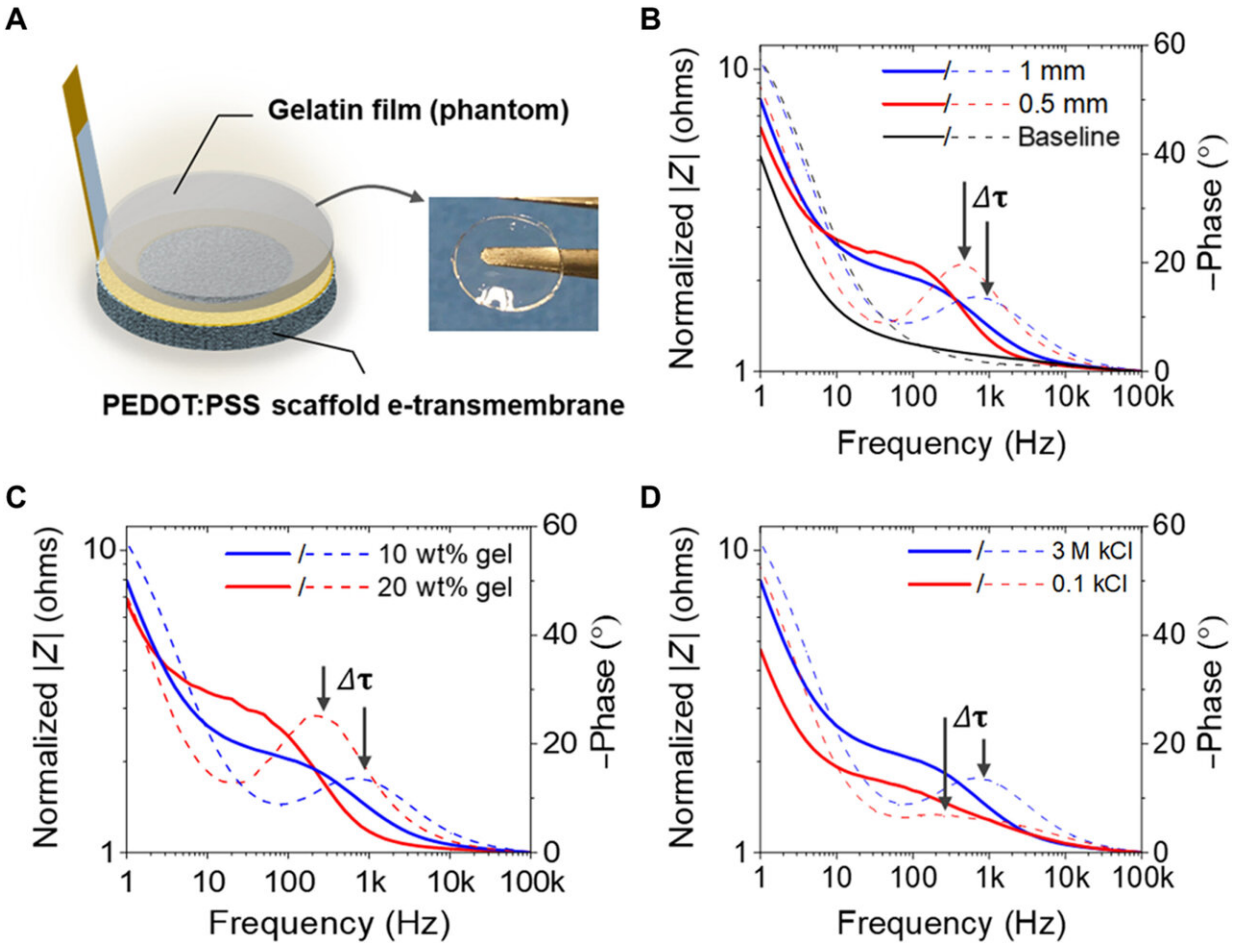 A
Gelatin film (phantom)
PEDOT:PSS scaffold e-transmembrane
B
Normalized |Z| (ohms)
10
1
1 mm
0.5 mm
Baseline
Δτ
60
40
20
0
–Phase (°)
1 10 100 1k 10k 100k
Frequency (Hz)
C
Normalized |Z| (ohms)
10
1
10 wt% gel
20 wt% gel
Δτ
60
40
20
0
–Phase (°)
1 10 100 1k 10k 100k
Frequency (Hz)
D
Normalized |Z| (ohms)
10
1
3 M kCl
0.1 kCl
Δτ
60
40
20
0
–Phase (°)
1 10 100 1k 10k 100k
Frequency (Hz)